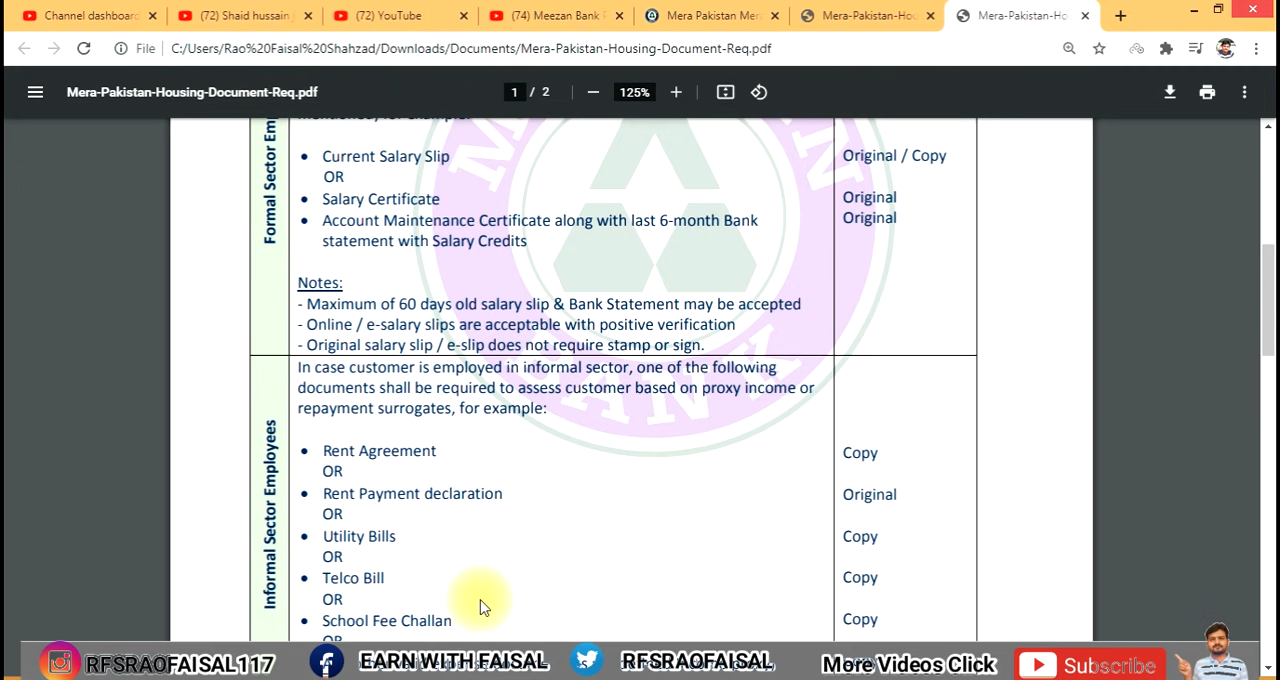 Channel dashboard
(72) Shaid hussain
(72) YouTube
(74) Meezan Bank
Mera Pakistan Mer
Mera-Pakistan-Ho
Mera-Pakistan-Ho
File C:/Users/Rao%20Faisal%20Shahzad/Downloads/Documents/Mera-Pakistan-Housing-Document-Req.pdf
Mera-Pakistan-Housing-Document-Req.pdf
1 / 2
125%
Formal Sector Emp
• Current Salary Slip
Original / Copy
OR
• Salary Certificate
Original
• Account Maintenance Certificate along with last 6-month Bank
Original
statement with Salary Credits
Notes:
- Maximum of 60 days old salary slip & Bank Statement may be accepted
- Online / e-salary slips are acceptable with positive verification
- Original salary slip / e-slip does not require stamp or sign.
Informal Sector Employees
In case customer is employed in informal sector, one of the following
documents shall be required to assess customer based on proxy income or
repayment surrogates, for example:
• Rent Agreement
Copy
OR
• Rent Payment declaration
Original
OR
• Utility Bills
Copy
OR
• Telco Bill
Copy
OR
• School Fee Challan
Copy
OR
BANK
RFSRAOFAISAL117
EARN WITH FAISAL
RFSRAOFAISAL
More Videos Click
Subscribe